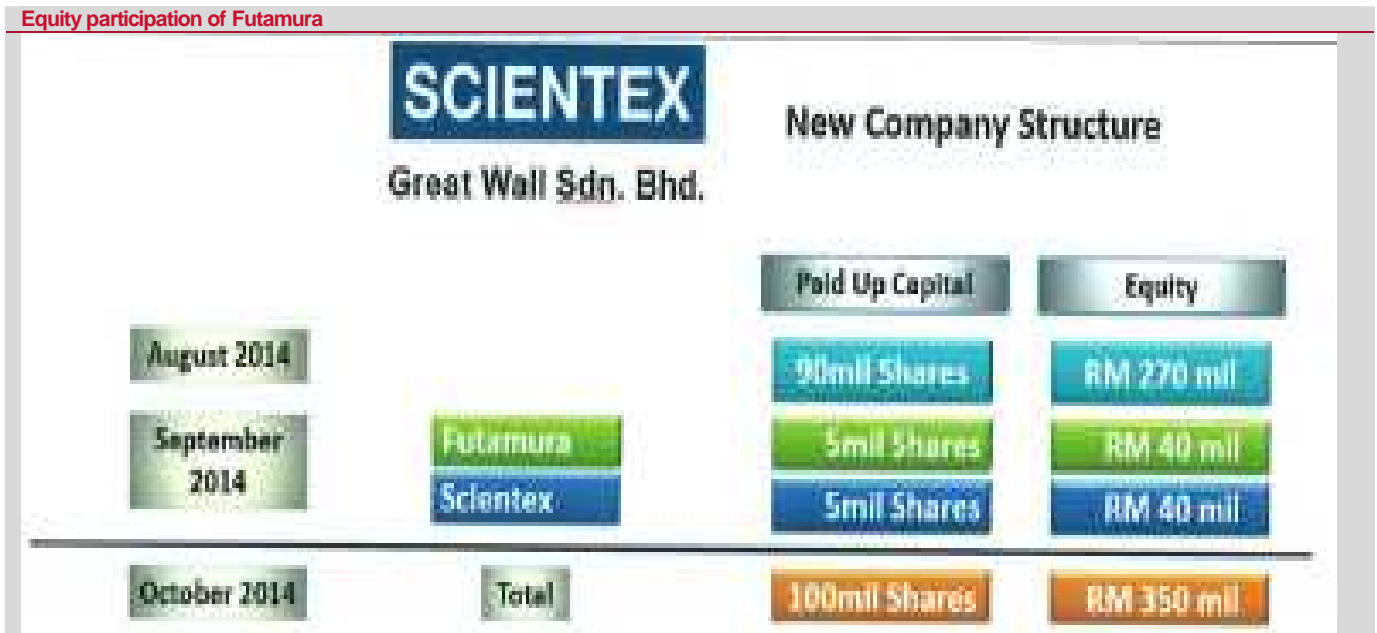 Equity participation of Futamura
SCIENTEX
New Company Structure
Great Wall Sdn. Bhd.
Paid Up Capital
Equity
August 2014
90mil Shares
RM 270 mil
September
2014
Futamura
5mil Shares
RM 40 mil
Scientex
5mil Shares
RM 40 mil
October 2014
Total
100mil Shares
RM 350 mil